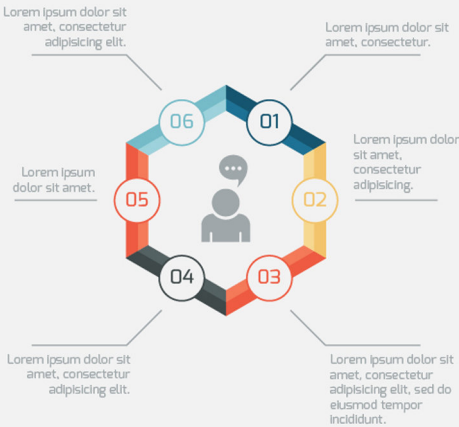 Lorem ipsum dolor sit
amet, consectetur
adipisicing elit.
Lorem ipsum dolor sit
amet, consectetur.
06
01
Lorem ipsum dolor
sit amet,
consectetur
adipisicing.
Lorem ipsum
dolor sit amet.
05
02
04
03
Lorem ipsum dolor sit
amet, consectetur
adipisicing elit.
Lorem ipsum dolor sit
amet, consectetur
adipisicing elit, sed do
eiusmod tempor
incididunt.